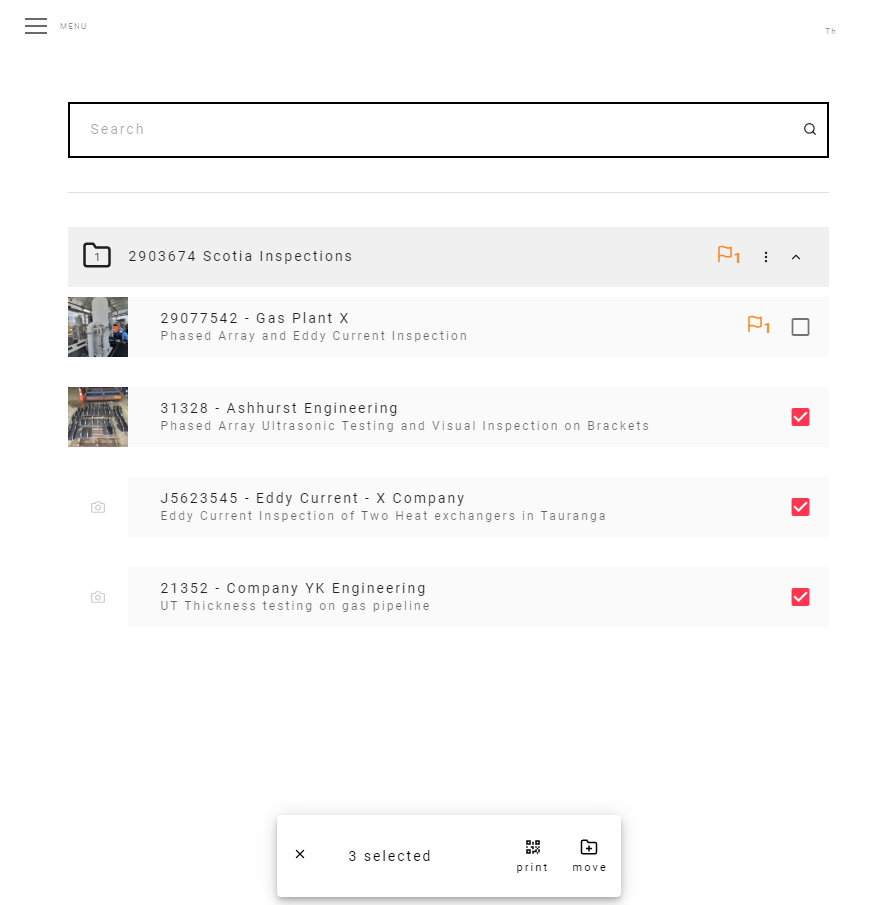 MENU
Th
Search
1
2903674 Scotia Inspections
1
29077542 - Gas Plant X
Phased Array and Eddy Current Inspection
1
31328 - Ashhurst Engineering
Phased Array Ultrasonic Testing and Visual Inspection on Brackets
J5623545 - Eddy Current - X Company
Eddy Current Inspection of Two Heat exchangers in Tauranga
21352 - Company YK Engineering
UT Thickness testing on gas pipeline
3 selected
print
move